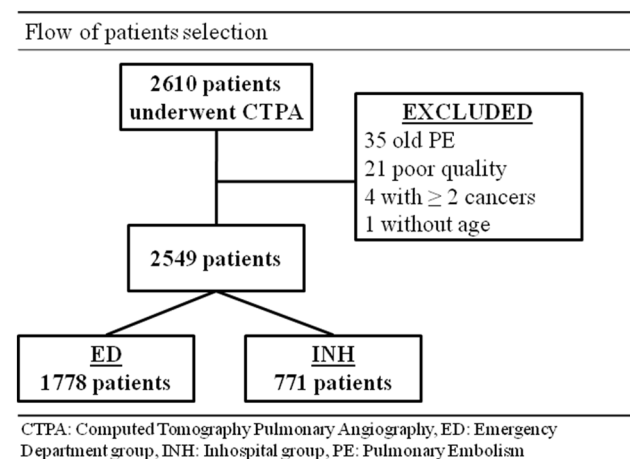 Flow of patients selection
2610 patients
underwent CTPA
EXCLUDED
35 old PE
21 poor quality
4 with ≥ 2 cancers
1 without age
2549 patients
ED
1778 patients
INH
771 patients
CTPA: Computed Tomography Pulmonary Angiography, ED: Emergency
Department group, INH: Inhospital group, PE: Pulmonary Embolism